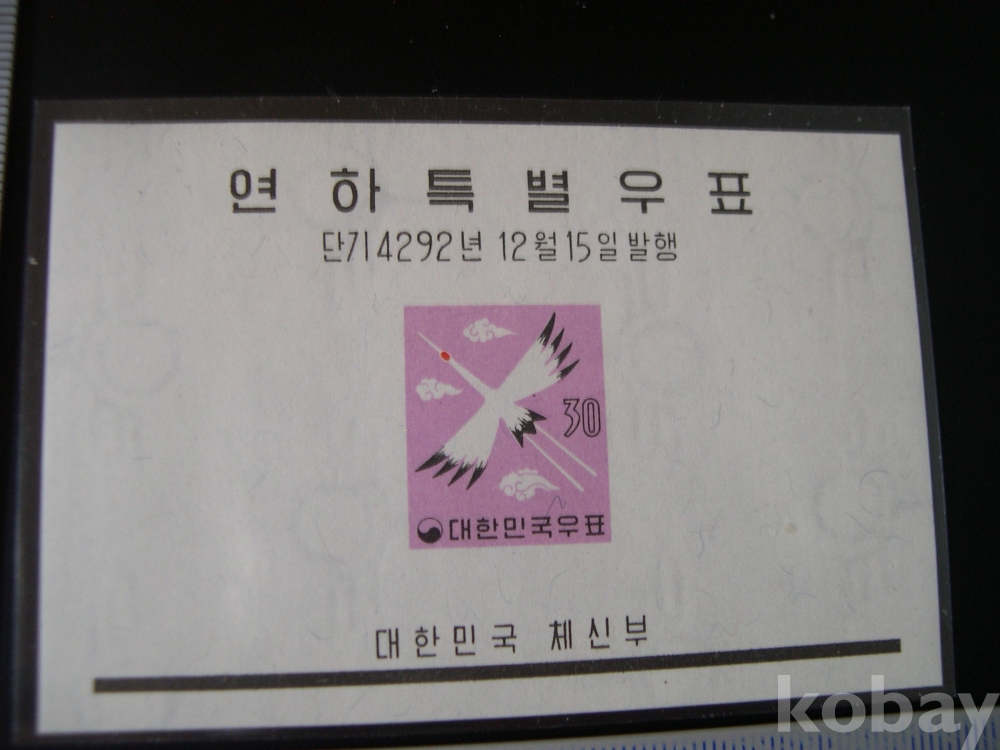 연하특별우표
단기4292년 12월15일발행
30
대한민국우표
대한민국 체신부
kobay